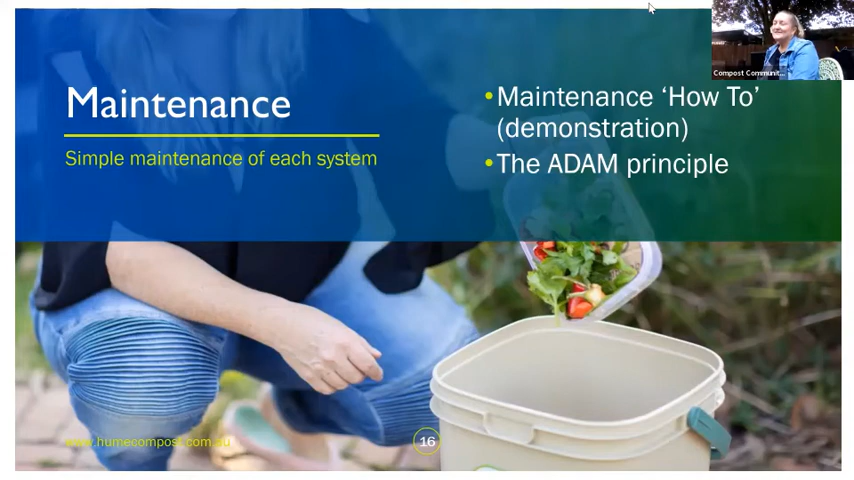 Compost Communit...
Maintenance
Simple maintenance of each system
•Maintenance ‘How To’
(demonstration)
•The ADAM principle
www.humecompost.com.au
16